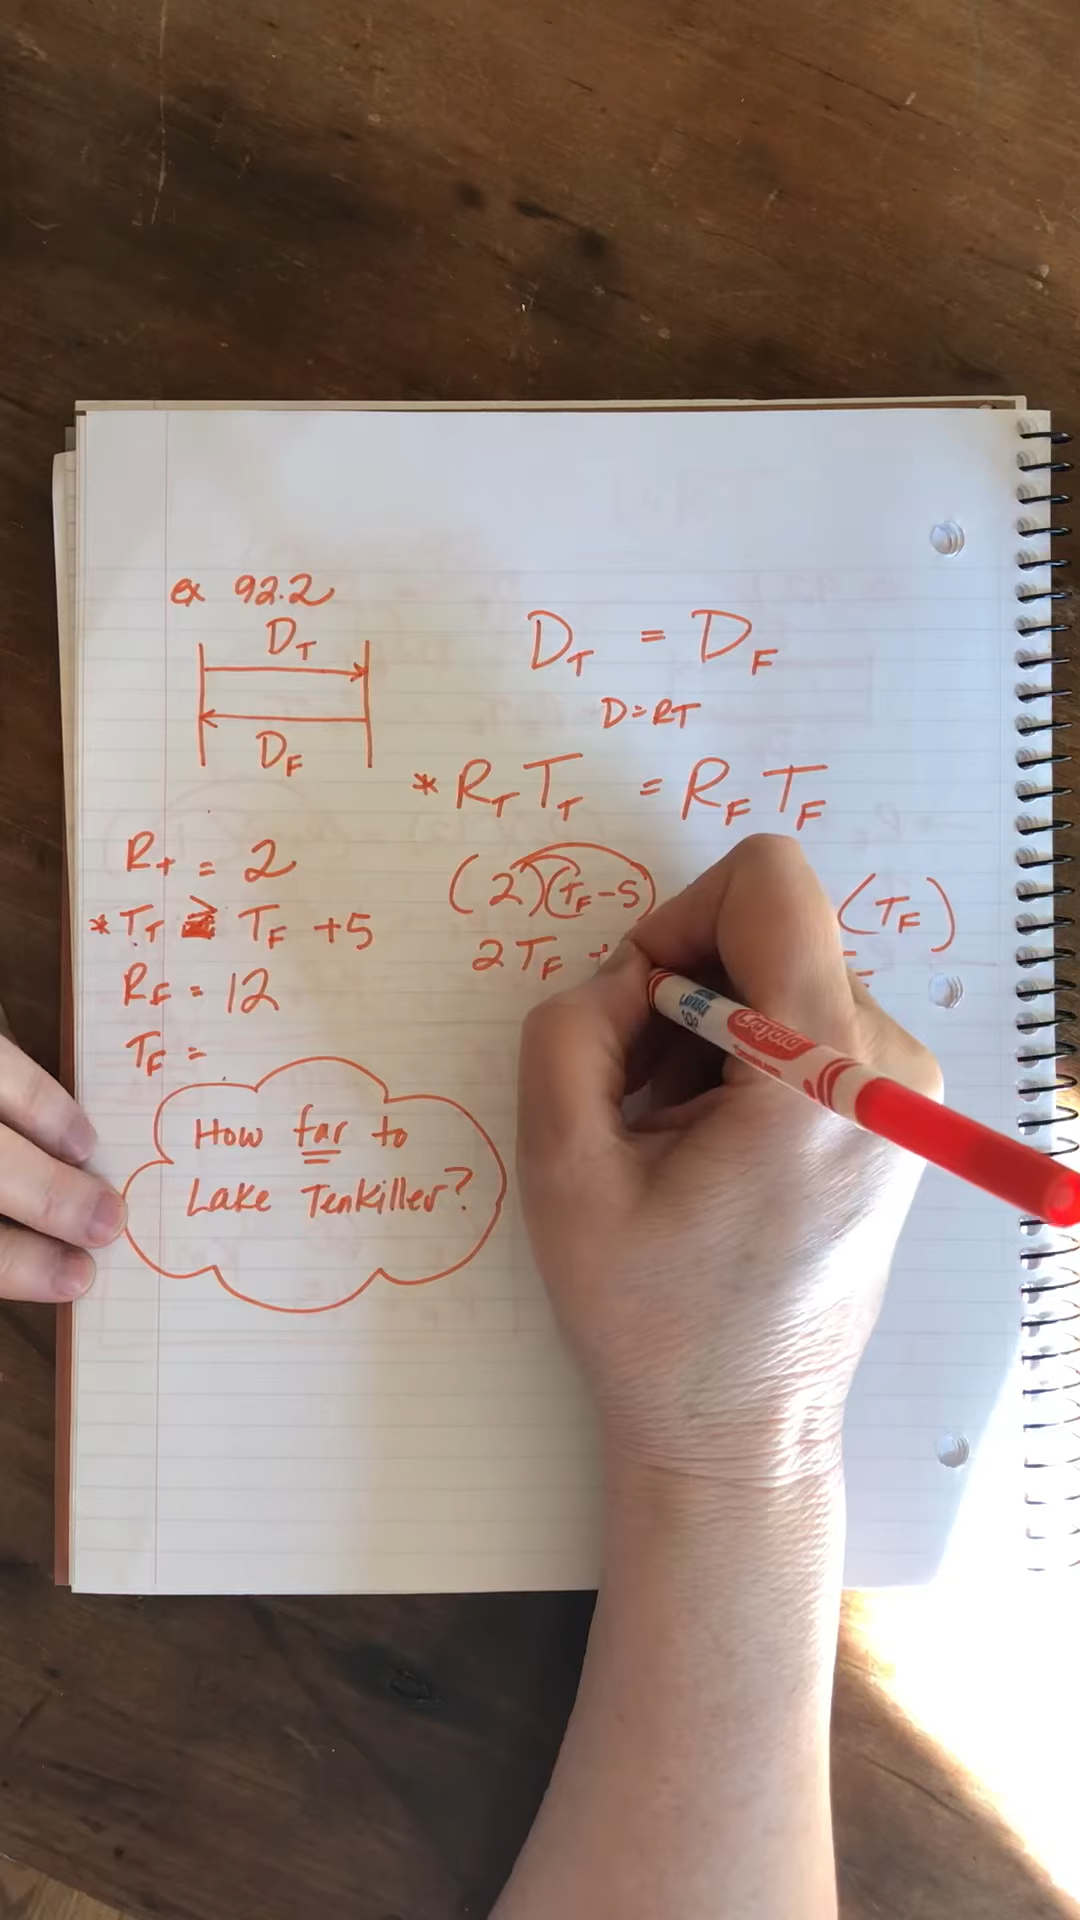 ex 92.2
D_T
D_F
D_T = D_F
D=RT
* R_T T_T = R_F T_F
R_T = 2
* T_T = T_F +5
R_F = 12
T_F =
(2)(T_F-5) (T_F)
2T_F +
How far to
Lake Tenkiller?
Crayola